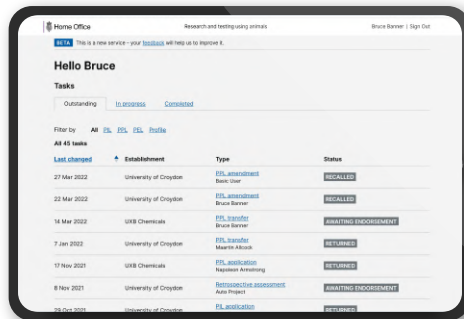 Home Office Research and testing using animals Bruce Banner | Sign Out
BETA This is a new service - your feedback will help us to improve it.
Hello Bruce
Tasks
Outstanding In progress Completed
Filter by All PIL PPL PEL Profile
All 45 tasks
Last changed Establishment Type Status
27 Mar 2022 University of Croydon PPL amendment RECALLED
Basic User
23 Mar 2022 University of Croydon PPL amendment RECALLED
Bruce Banner
14 Mar 2022 UXB Chemicals PPL transfer AWAITING ENDORSEMENT
Bruce Banner
7 Jan 2022 University of Croydon PPL transfer RETURNED
Maante Allcock
17 Nov 2021 UXB Chemicals PPL application RETURNED
Napoleon Armstrong
8 Nov 2021 University of Croydon Retrospective assessment AWAITING ENDORSEMENT
Auto Project
29 Oct 2021 University of Croydon PIL application RETURNED